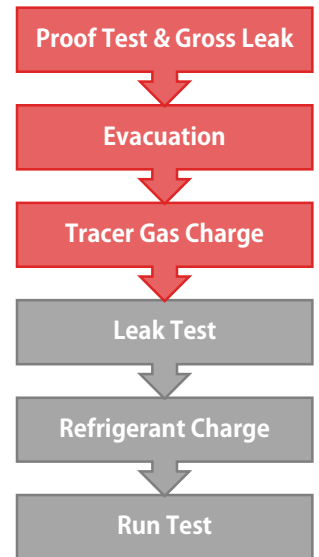 Proof Test & Gross Leak
Evacuation
Tracer Gas Charge
Leak Test
Refrigerant Charge
Run Test